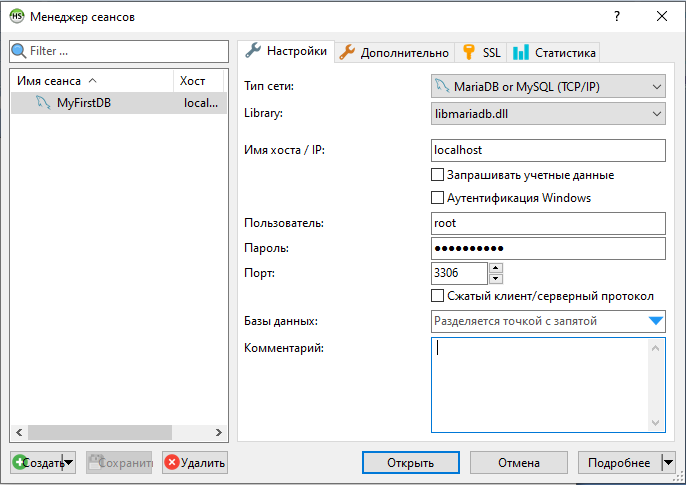 HS Менеджер сеансов
Filter ...
Имя сеанса Хост
MyFirstDB local...
Настройки Дополнительно SSL Статистика
Тип сети: MariaDB or MySQL (TCP/IP)
Library: libmariadb.dll
Имя хоста / IP: localhost
Запрашивать учетные данные
Аутентификация Windows
Пользователь: root
Пароль: ●●●●●●●●●●
Порт: 3306
Сжатый клиент/серверный протокол
Базы данных: Разделяется точкой с запятой
Комментарий:
Создать Сохранить Удалить Открыть Отмена Подробнее